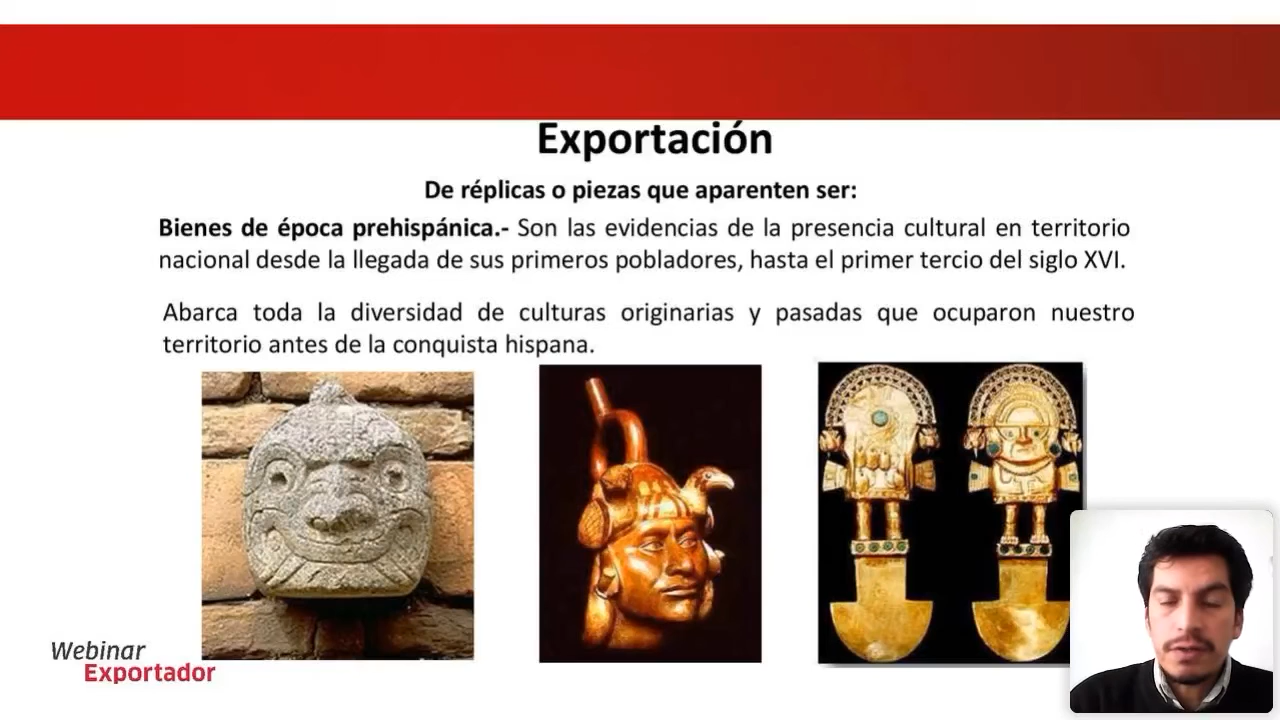 Exportación
De réplicas o piezas que aparenten ser:
Bienes de época prehispánica.- Son las evidencias de la presencia cultural en territorio
nacional desde la llegada de sus primeros pobladores, hasta el primer tercio del siglo XVI.
Abarca toda la diversidad de culturas originarias y pasadas que ocuparon nuestro
territorio antes de la conquista hispana.
Webinar
Exportador